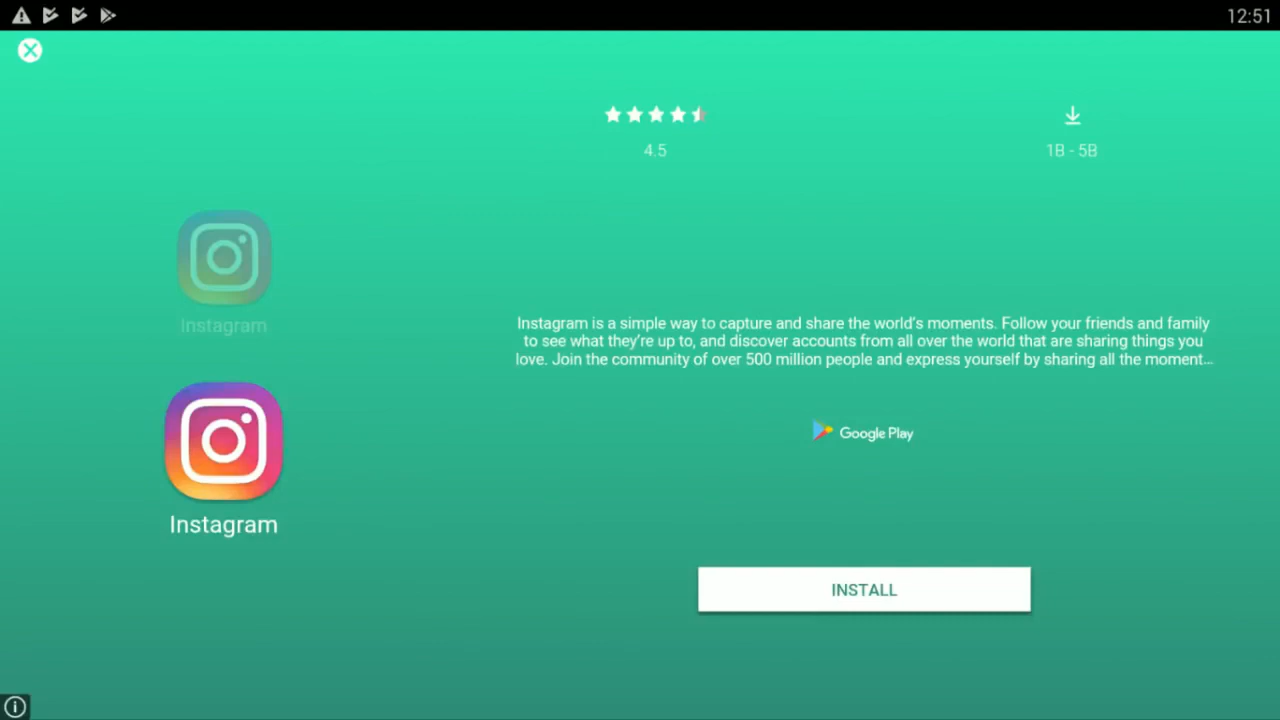 12:51
4.5
1B - 5B
Instagram
Instagram is a simple way to capture and share the world's moments. Follow your friends and family
to see what they're up to, and discover accounts from all over the world that are sharing things you
love. Join the community of over 500 million people and express yourself by sharing all the moment...
Google Play
Instagram
INSTALL